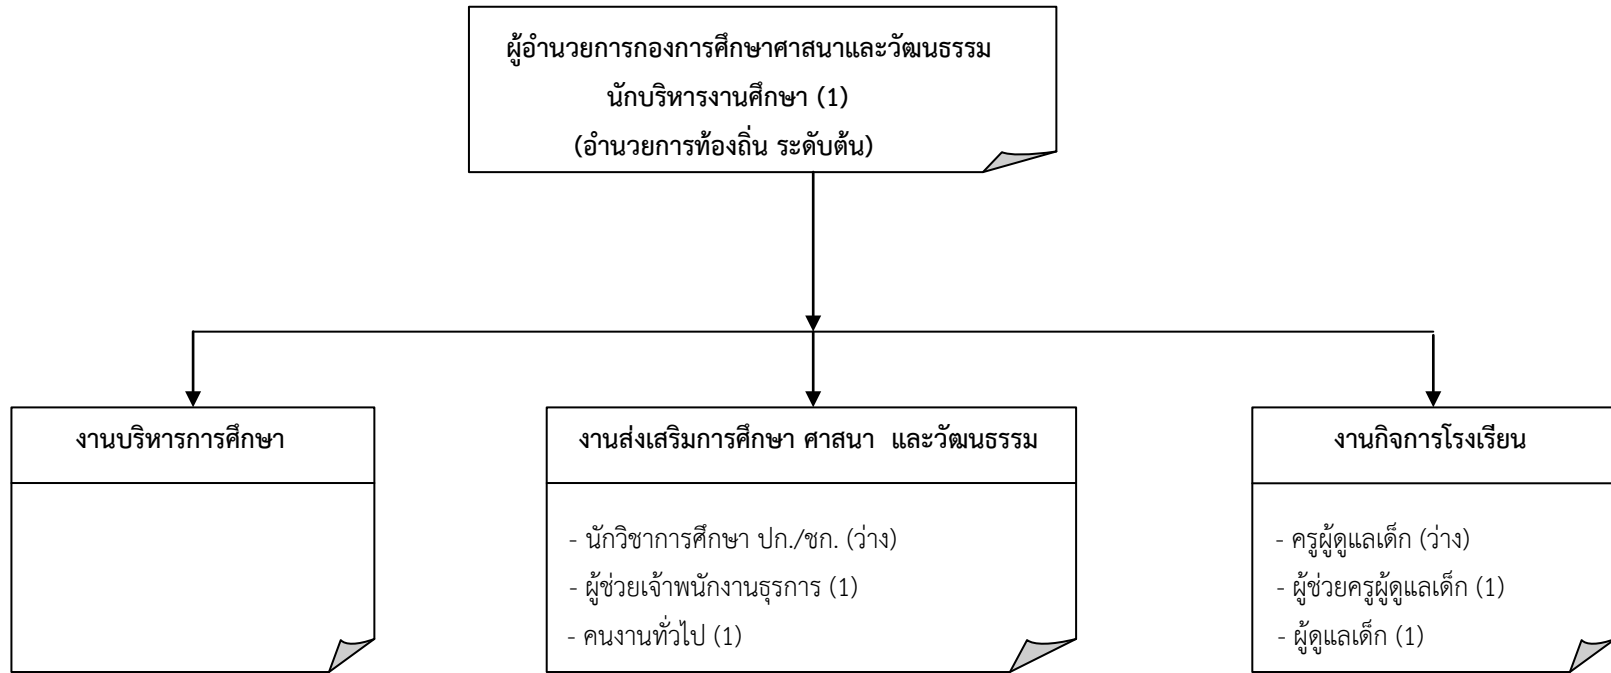 ผู้อำนวยการกองการศึกษาศาสนาและวัฒนธรรม
นักบริหารงานศึกษา (1)
(อำนวยการท้องถิ่น ระดับต้น)
งานบริหารการศึกษา
งานส่งเสริมการศึกษา ศาสนา  และวัฒนธรรม
- นักวิชาการศึกษา ปก./ชก. (ว่าง)
- ผู้ช่วยเจ้าพนักงานธุรการ (1)
- คนงานทั่วไป (1)
งานกิจการโรงเรียน
- ครูผู้ดูแลเด็ก (ว่าง)
- ผู้ช่วยครูผู้ดูแลเด็ก (1)
- ผู้ดูแลเด็ก (1)